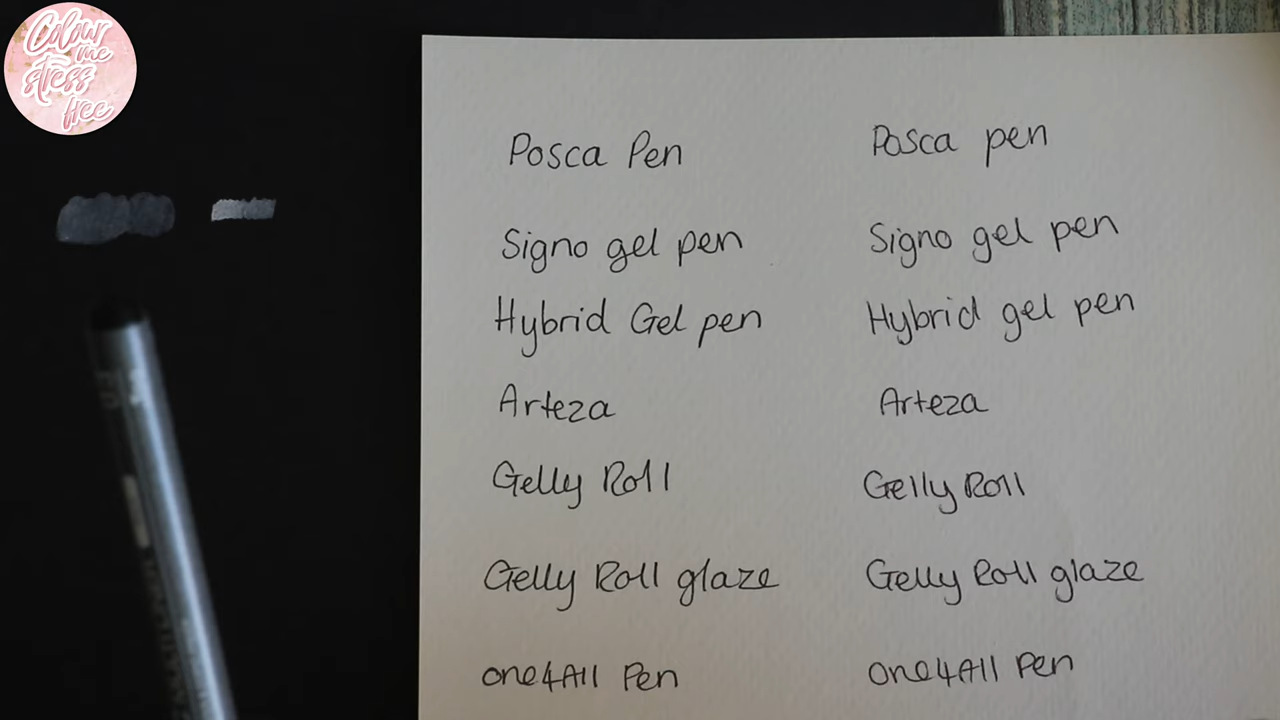 Colour
me
stress
free
Posca Pen Posca pen
Signo gel pen Signo gel pen
Hybrid Gel pen Hybrid gel pen
Arteza Arteza
Gelly Roll Gelly Roll
Gelly Roll glaze Gelly Roll glaze
One4All Pen One4All Pen